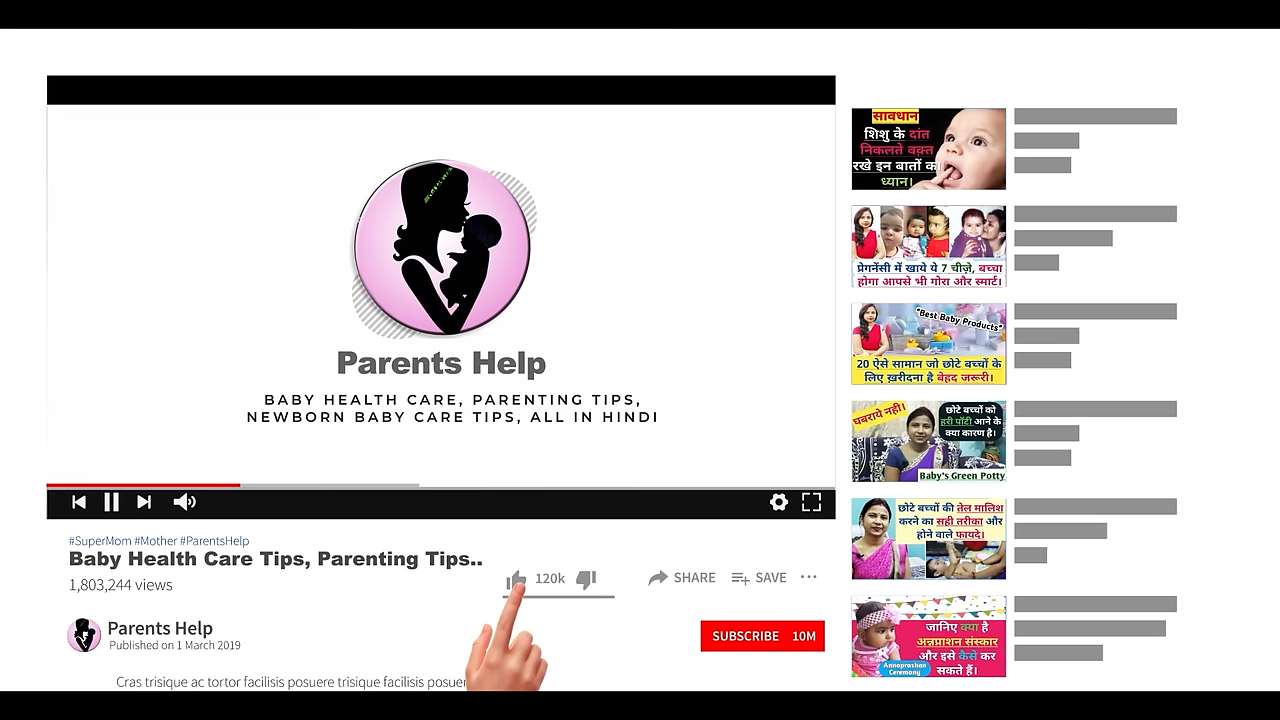 Parents Help
BABY HEALTH CARE, PARENTING TIPS,
NEWBORN BABY CARE TIPS, ALL IN HINDI
#SuperMom #Mother #ParentsHelp
Baby Health Care Tips, Parenting Tips..
1,803,244 views
120k
SHARE
SAVE
Parents Help
Published on 1 March 2019
SUBSCRIBE 10M
Cras trisique ac tortor facilisis posuere trisique facilisis posuer
सावधान
शिशु के दांत
निकलते वक़्त
रखे इन बातों का
ध्यान।
प्रेगनेंसी में खाये ये 7 चीज़े, बच्चा
होगा आपसे भी गोरा और स्मार्ट।
"Best Baby Products"
20 ऐसे सामान जो छोटे बच्चों के
लिए ख़रीदना है बेहद जरूरी।
घबराये नही।
छोटे बच्चों को
हरी पॉटी आने के
क्या कारण है।
Baby's Green Potty
छोटे बच्चों की तेल मालिश
करने का सही तरीका और
होने वाले फायदे।
जानिए क्या है
अन्नप्राशन संस्कार
और इसे कैसे कर
सकते हैं।
Annaprashan
Ceremony